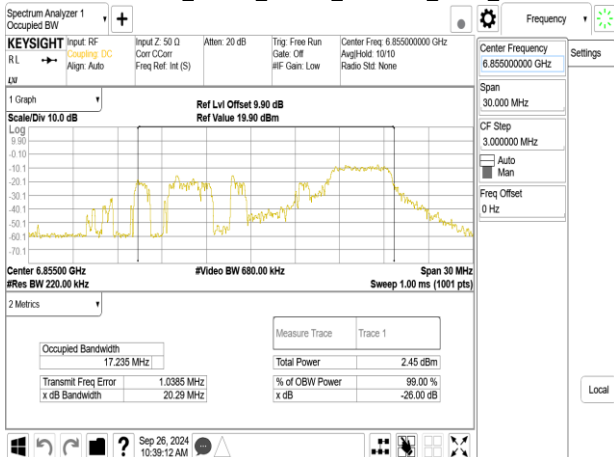 Spectrum Analyzer 1
Occupied BW
Frequency
KEYSIGHT
RL
Input: RF
Coupling: DC
Align: Auto
Input Z: 50 Ω
Corr CCorr
Freq Ref: Int (S)
Atten: 20 dB
Trig: Free Run
Gate: Off
#IF Gain: Low
Center Freq: 6.855000000 GHz
Avg|Hold: 10/10
Radio Std: None
LXI
Center Frequency
6.855000000 GHz
Settings
Span
30.000 MHz
CF Step
3.000000 MHz
Auto
Man
Freq Offset
0 Hz
Local
1 Graph
Scale/Div 10.0 dB
Ref Lvl Offset 9.90 dB
Ref Value 19.90 dBm
Log
9.90
-0.10
-10.1
-20.1
-30.1
-40.1
-50.1
-60.1
-70.1
Center 6.85500 GHz
#Video BW 680.00 kHz
Span 30 MHz
#Res BW 220.00 kHz
Sweep 1.00 ms (1001 pts)
2 Metrics
Measure Trace Trace 1
Occupied Bandwidth
17.235 MHz
Total Power 2.45 dBm
Transmit Freq Error 1.0385 MHz
% of OBW Power 99.00 %
x dB Bandwidth 20.29 MHz
x dB -26.00 dB
?
Sep 26, 2024
10:39:12 AM